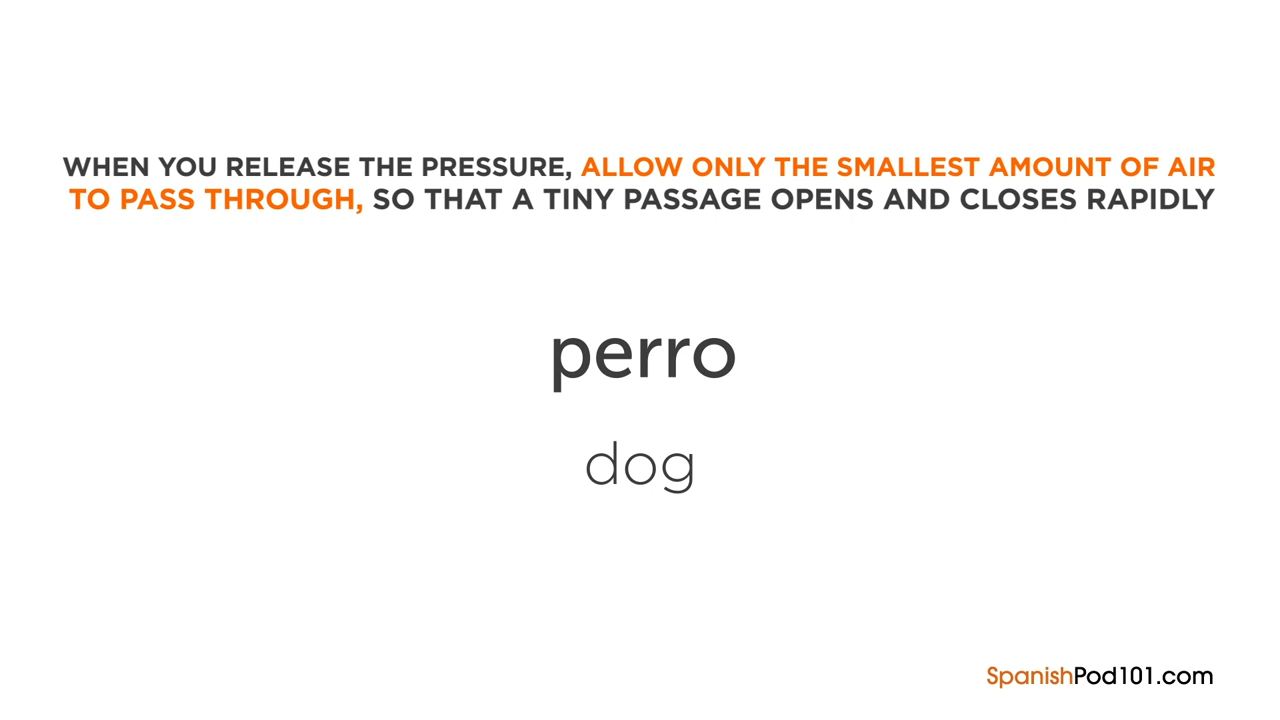 WHEN YOU RELEASE THE PRESSURE, ALLOW ONLY THE SMALLEST AMOUNT OF AIR
TO PASS THROUGH, SO THAT A TINY PASSAGE OPENS AND CLOSES RAPIDLY
perro
dog
SpanishPod101.com